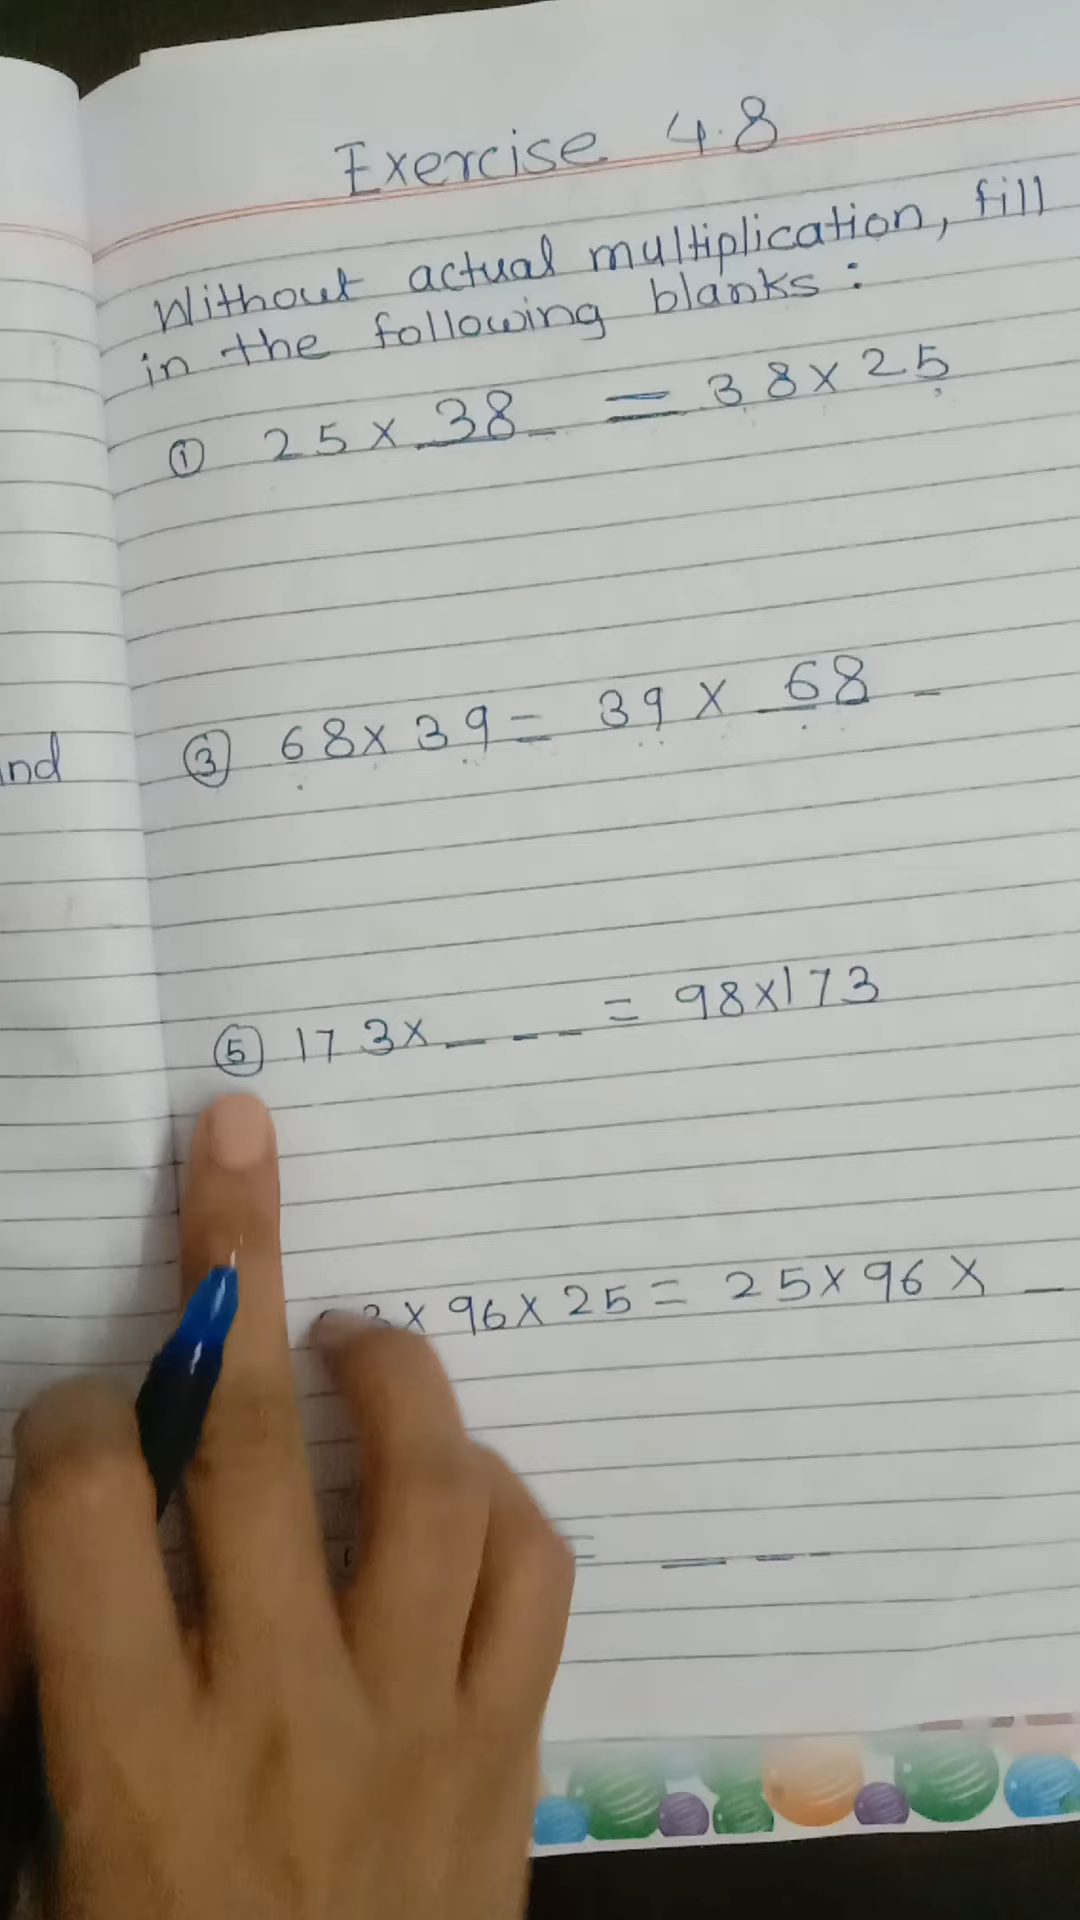 Exercise 4.8
Without actual multiplication, fill
in the following blanks :
① 25 × 38 = 38 × 25
③ 68 × 39 = 39 × 68
nd
⑤ 173 × _ _ _ = 98 × 173
3 × 96 × 25 = 25 × 96 × _
= _ _ _